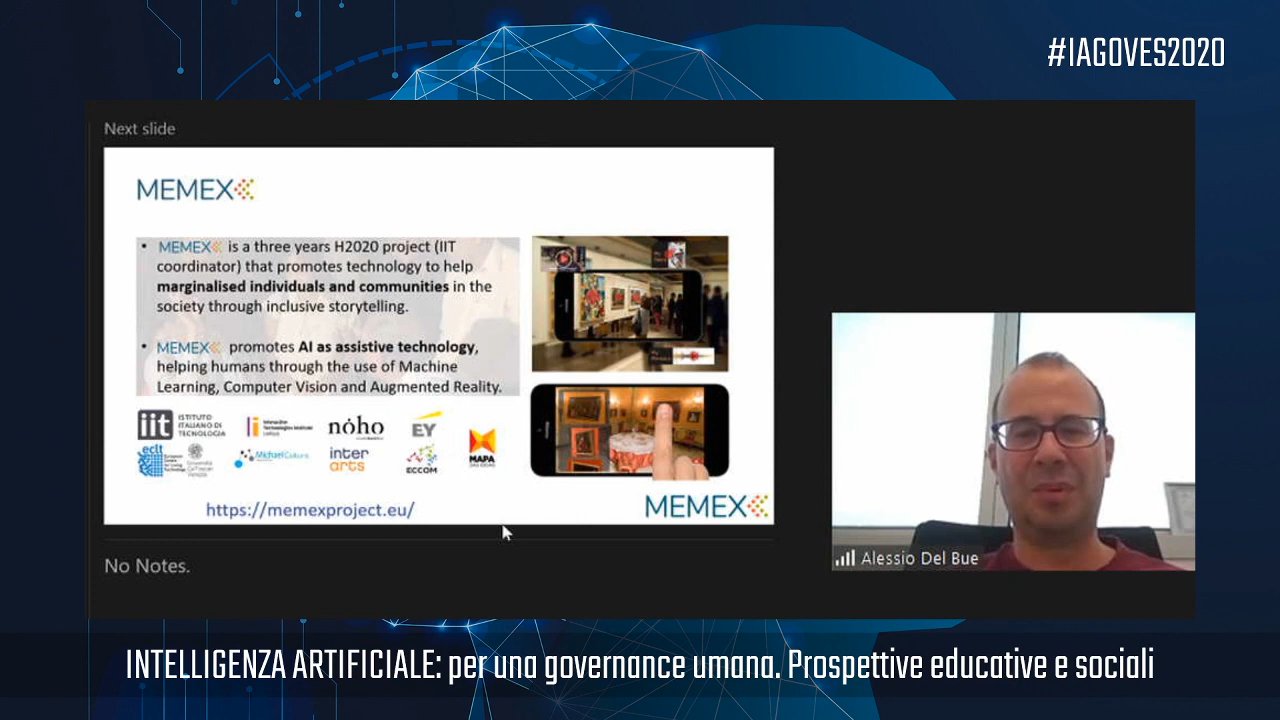 #IAGOVES2020
Next slide
MEMEX
• MEMEX is a three years H2020 project (IIT
coordinator) that promotes technology to help
marginalised individuals and communities in the
society through inclusive storytelling.
• MEMEX promotes AI as assistive technology,
helping humans through the use of Machine
Learning, Computer Vision and Augmented Reality.
iit ISTITUTO
ITALIANO DI
TECNOLOGIA
nòho
EY
eclt
Michael Culture
inter
arts
ECCOM
MAPA
https://memexproject.eu/
MEMEX
No Notes.
Alessio Del Bue
INTELLIGENZA ARTIFICIALE: per una governance umana. Prospettive educative e sociali